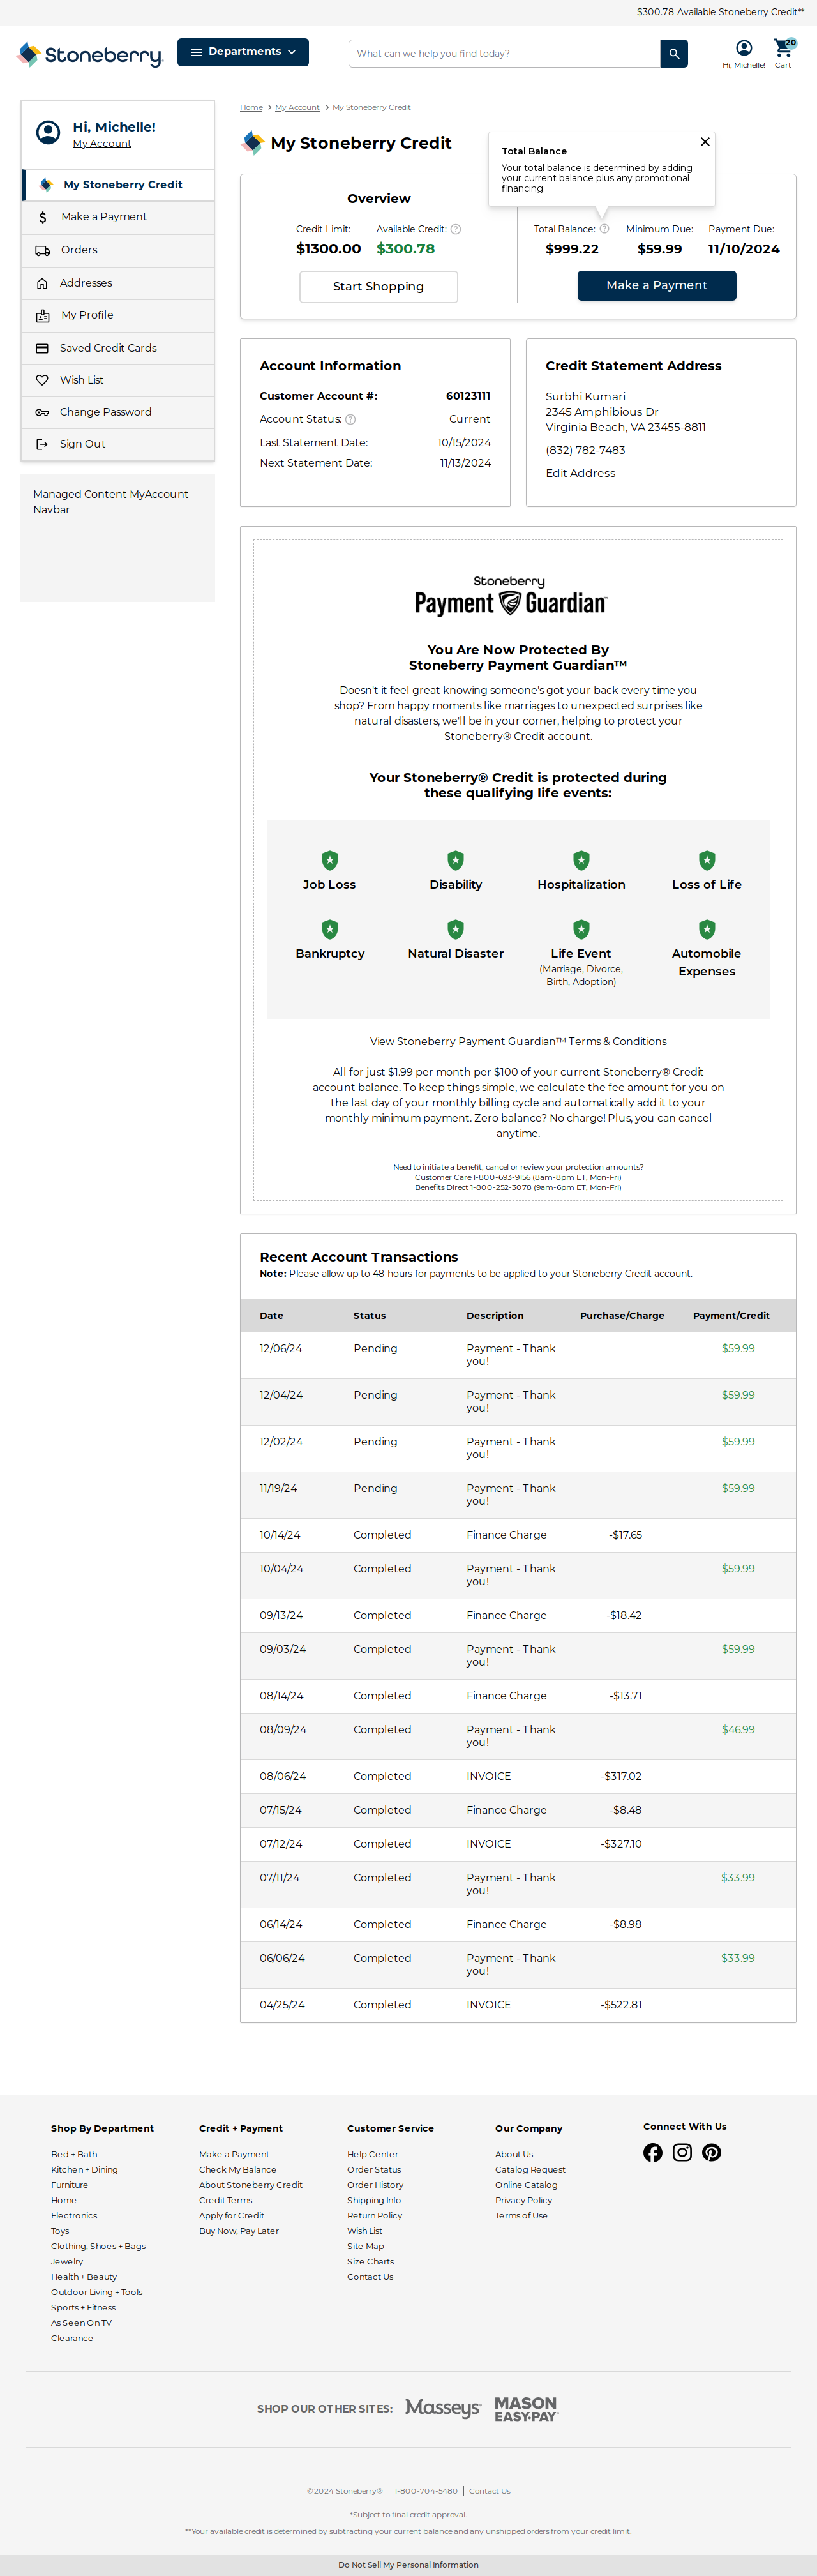 $300.78 Available Stoneberry Credit**
Stoneberry.
Departments
What can we help you find today?
Hi, Michelle!
20
Cart
Hi, Michelle!
My Account
My Stoneberry Credit
Make a Payment
Orders
Addresses
My Profile
Saved Credit Cards
Wish List
Change Password
Sign Out
Managed Content MyAccount
Navbar
Home > My Account > My Stoneberry Credit
My Stoneberry Credit
Total Balance
Your total balance is determined by adding
your current balance plus any promotional
financing.
Overview
Credit Limit: Available Credit: ?
$1300.00 $300.78
Start Shopping
Total Balance: ? Minimum Due: Payment Due:
$999.22 $59.99 11/10/2024
Make a Payment
Account Information
Customer Account #: 60123111
Account Status: ? Current
Last Statement Date: 10/15/2024
Next Statement Date: 11/13/2024
Credit Statement Address
Surbhi Kumari
2345 Amphibious Dr
Virginia Beach, VA 23455-8811
(832) 782-7483
Edit Address
Stoneberry
Payment Guardian™
You Are Now Protected By
Stoneberry Payment Guardian™
Doesn't it feel great knowing someone's got your back every time you
shop? From happy moments like marriages to unexpected surprises like
natural disasters, we'll be in your corner, helping to protect your
Stoneberry® Credit account.
Your Stoneberry® Credit is protected during
these qualifying life events:
Job Loss Disability Hospitalization Loss of Life
Bankruptcy Natural Disaster Life Event Automobile
(Marriage, Divorce, Expenses
Birth, Adoption)
View Stoneberry Payment Guardian™ Terms & Conditions
All for just $1.99 per month per $100 of your current Stoneberry® Credit
account balance. To keep things simple, we calculate the fee amount for you on
the last day of your monthly billing cycle and automatically add it to your
monthly minimum payment. Zero balance? No charge! Plus, you can cancel
anytime.
Need to initiate a benefit, cancel or review your protection amounts?
Customer Care 1-800-693-9156 (8am-8pm ET, Mon-Fri)
Benefits Direct 1-800-252-3078 (9am-6pm ET, Mon-Fri)
Recent Account Transactions
Note: Please allow up to 48 hours for payments to be applied to your Stoneberry Credit account.
Date Status Description Purchase/Charge Payment/Credit
12/06/24 Pending Payment - Thank $59.99
you!
12/04/24 Pending Payment - Thank $59.99
you!
12/02/24 Pending Payment - Thank $59.99
you!
11/19/24 Pending Payment - Thank $59.99
you!
10/14/24 Completed Finance Charge -$17.65
10/04/24 Completed Payment - Thank $59.99
you!
09/13/24 Completed Finance Charge -$18.42
09/03/24 Completed Payment - Thank $59.99
you!
08/14/24 Completed Finance Charge -$13.71
08/09/24 Completed Payment - Thank $46.99
you!
08/06/24 Completed INVOICE -$317.02
07/15/24 Completed Finance Charge -$8.48
07/12/24 Completed INVOICE -$327.10
07/11/24 Completed Payment - Thank $33.99
you!
06/14/24 Completed Finance Charge -$8.98
06/06/24 Completed Payment - Thank $33.99
you!
04/25/24 Completed INVOICE -$522.81
Shop By Department
Bed + Bath
Kitchen + Dining
Furniture
Home
Electronics
Toys
Clothing, Shoes + Bags
Jewelry
Health + Beauty
Outdoor Living + Tools
Sports + Fitness
As Seen On TV
Clearance
Credit + Payment
Make a Payment
Check My Balance
About Stoneberry Credit
Credit Terms
Apply for Credit
Buy Now, Pay Later
Customer Service
Help Center
Order Status
Order History
Shipping Info
Return Policy
Wish List
Site Map
Size Charts
Contact Us
Our Company
About Us
Catalog Request
Online Catalog
Privacy Policy
Terms of Use
Connect With Us
SHOP OUR OTHER SITES: Masseys® MASON
EASY•PAY®
©2024 Stoneberry® | 1-800-704-5480 | Contact Us
*Subject to final credit approval.
**Your available credit is determined by subtracting your current balance and any unshipped orders from your credit limit.
Do Not Sell My Personal Information